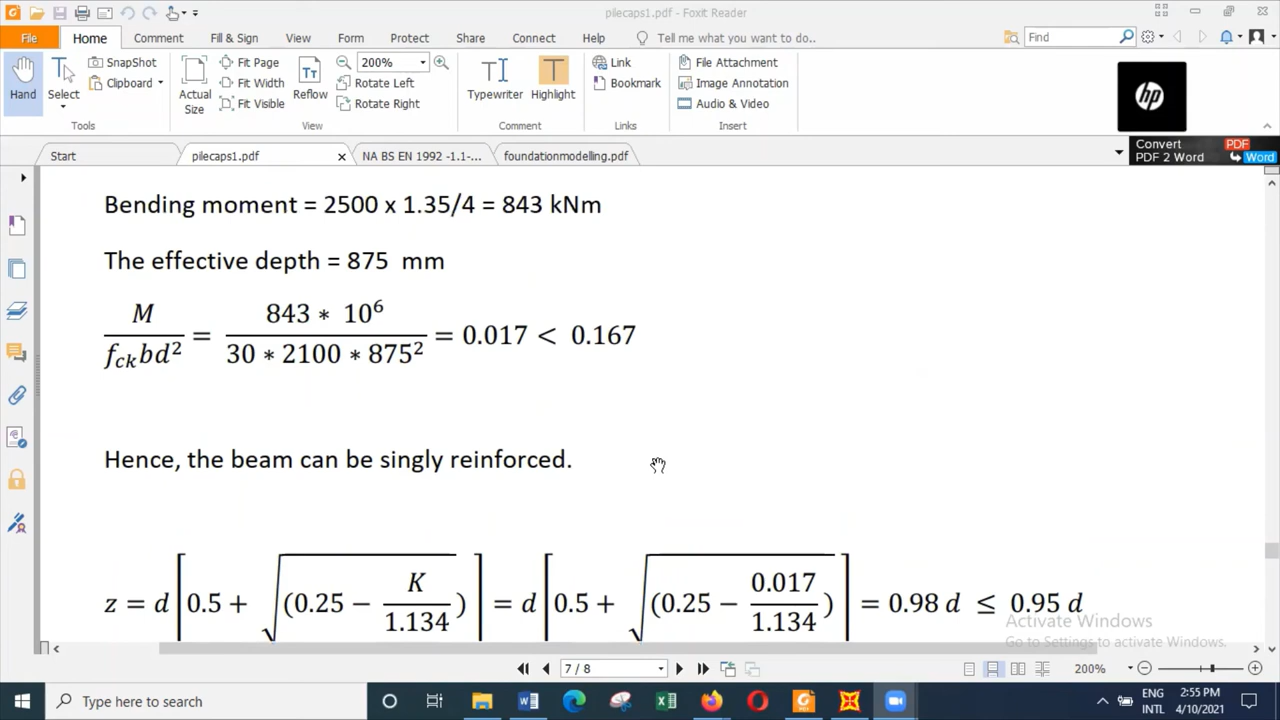 pilecaps1.pdf - Foxit Reader
File Home Comment Fill & Sign View Form Protect Share Connect Help Tell me what you want to do.. Find
Hand
Select
SnapShot
Clipboard
Tools
Actual Size
Fit Page
Fit Width
Fit Visible
Reflow
200%
Rotate Left
Rotate Right
View
Typewriter
Highlight
Comment
Link
Bookmark
Links
File Attachment
Image Annotation
Audio & Video
Insert
hp
Start pilecaps1.pdf NA BS EN 1992 -1.1-... foundationmodelling.pdf
Convert PDF
PDF 2 Word Word
Bending moment = 2500 x 1.35/4 = 843 kNm
The effective depth = 875 mm
M / f_ck bd² = 843 ∗ 10⁶ / 30 ∗ 2100 ∗ 875² = 0.017 < 0.167
Hence, the beam can be singly reinforced.
z = d [0.5 + √(0.25 − K/1.134)] = d [0.5 + √(0.25 − 0.017/1.134)] = 0.98 d ≤ 0.95 d
Activate Windows
Go to Settings to activate Windows.
7 / 8 200%
Type here to search
ENG 2:55 PM
INTL 4/10/2021